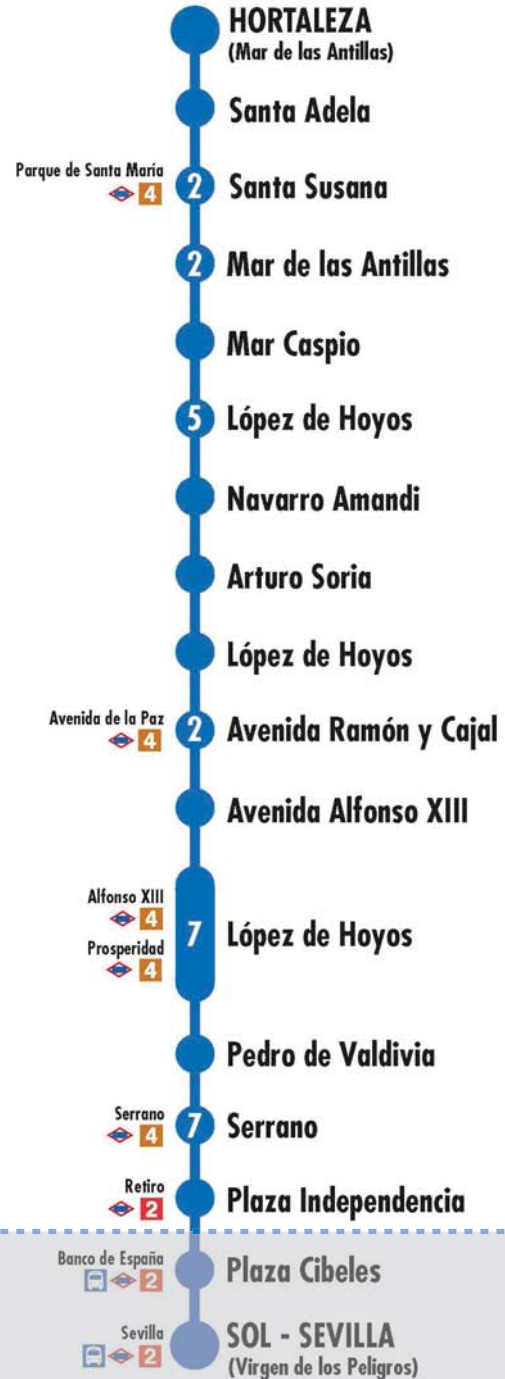 HORTALEZA
(Mar de las Antillas)
Santa Adela
Parque de Santa María
4
2
Santa Susana
2
Mar de las Antillas
Mar Caspio
5
López de Hoyos
Navarro Amandi
Arturo Soria
López de Hoyos
Avenida de la Paz
4
2
Avenida Ramón y Cajal
Avenida Alfonso XIII
Alfonso XIII
4
Prosperidad
4
7
López de Hoyos
Pedro de Valdivia
Serrano
4
7
Serrano
Retiro
2
Plaza Independencia
Banco de España
2
Plaza Cibeles
Sevilla
2
SOL - SEVILLA
(Virgen de los Peligros)